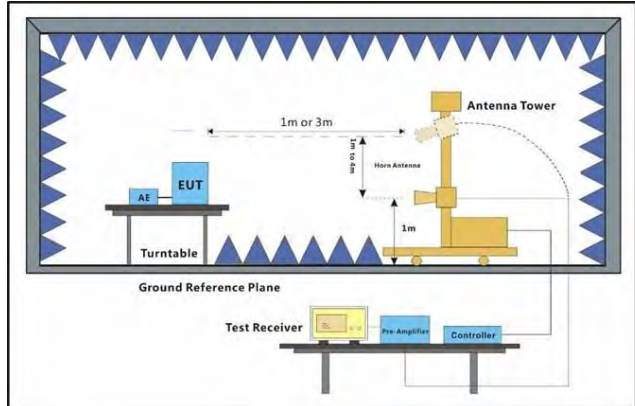 1m or 3m
Antenna Tower
1m to 4m
Horn Antenna
EUT
AE
1m
Turntable
Ground Reference Plane
Test Receiver
Pre-Amplifier
Controller